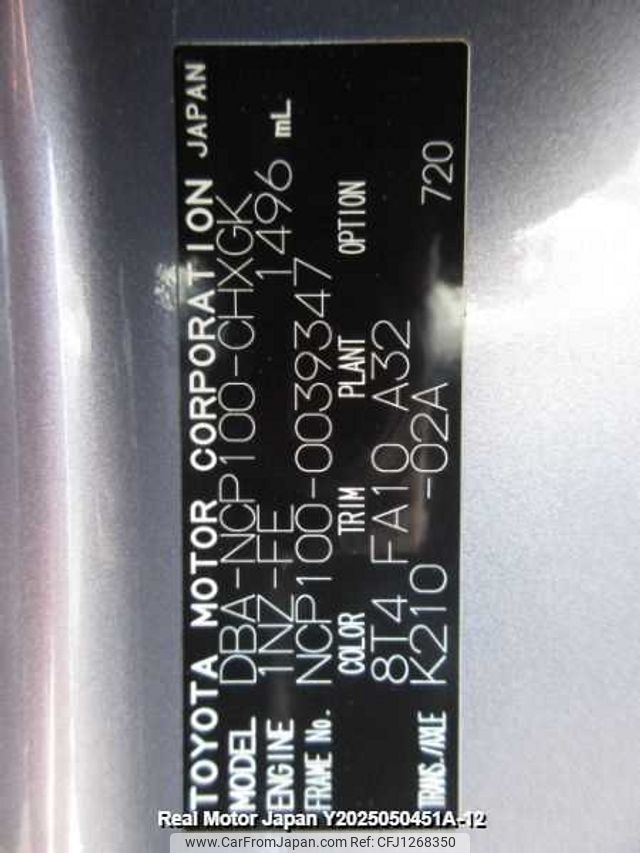 TOYOTA MOTOR CORPORATION JAPAN
MODEL DBA-NCP100-CHXGK
ENGINE 1NZ-FE 1496 mL
FRAME No. NCP100-0039347
COLOR TRIM PLANT OPTION
8T4 FA10 A32
TRANS./AXLE K210 -02A 720
Real Motor Japan Y2025050451A-12
www.CarFromJapan.com Ref CFJ1268350